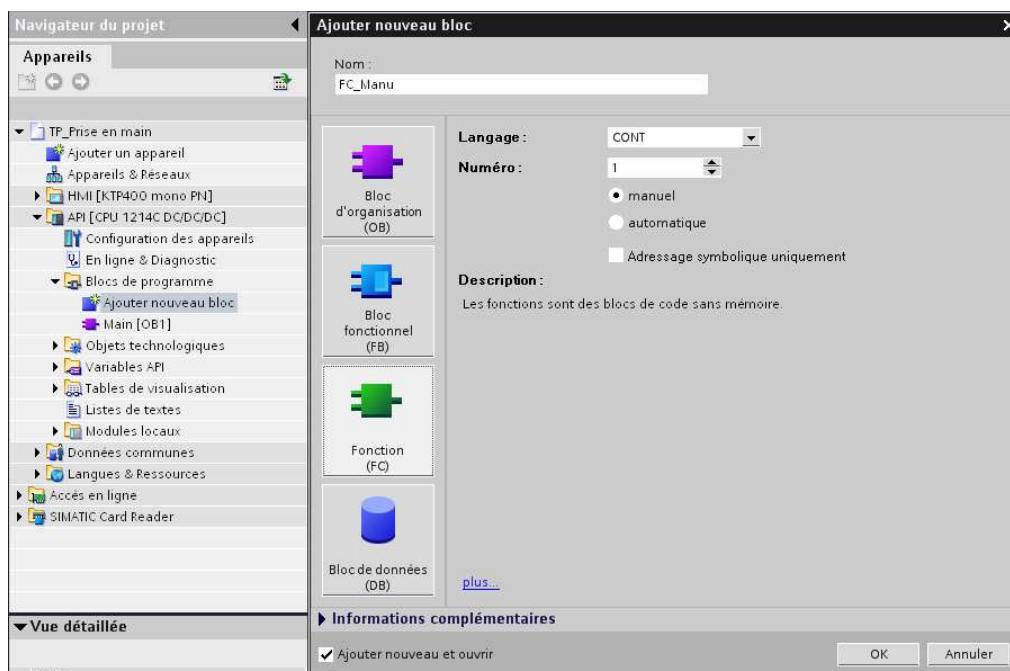 Navigateur du projet
Appareils
TP_Prise en main
Ajouter un appareil
Appareils & Réseaux
HMI [KTP400 mono PN]
API [CPU 1214C DC/DC/DC]
Configuration des appareils
En ligne & Diagnostic
Blocs de programme
Ajouter nouveau bloc
Main [OB1]
Objets technologiques
Variables API
Tables de visualisation
Listes de textes
Modules locaux
Données communes
Langues & Ressources
Accès en ligne
SIMATIC Card Reader
Vue détaillée
Ajouter nouveau bloc
Nom :
FC_Manu
Bloc
d'organisation
(OB)
Bloc
fonctionnel
(FB)
Fonction
(FC)
Bloc de données
(DB)
Langage :
CONT
Numéro :
1
manuel
automatique
Adressage symbolique uniquement
Description :
Les fonctions sont des blocs de code sans mémoire.
plus...
Informations complémentaires
Ajouter nouveau et ouvrir
OK
Annuler